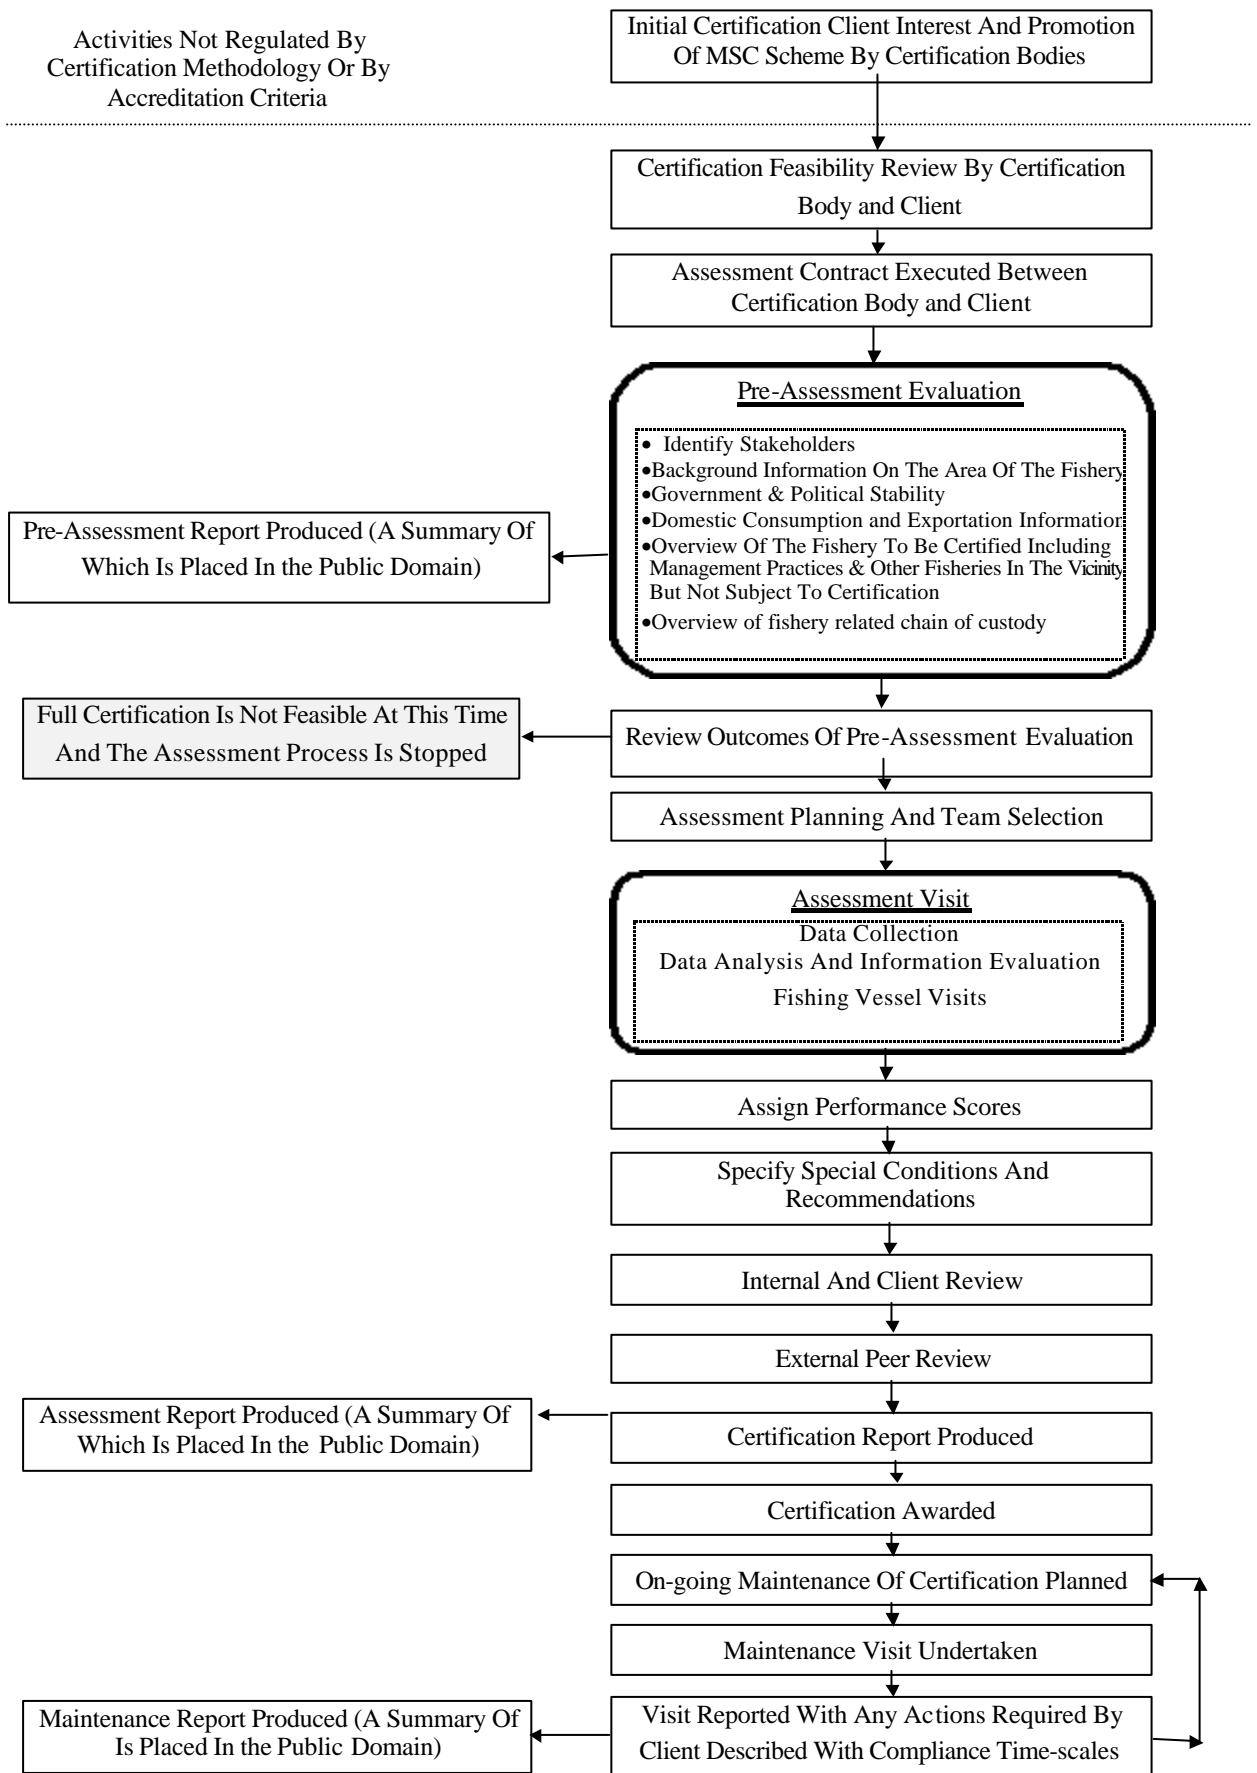 Activities Not Regulated By
Certification Methodology Or By
Accreditation Criteria
Initial Certification Client Interest And Promotion
Of MSC Scheme By Certification Bodies
Certification Feasibility Review By Certification
Body and Client
Assessment Contract Executed Between
Certification Body and Client
Pre-Assessment Evaluation
• Identify Stakeholders
•Background Information On The Area Of The Fishery
•Government & Political Stability
•Domestic Consumption and Exportation Information
•Overview Of The Fishery To Be Certified Including
Management Practices & Other Fisheries In The Vicinity
But Not Subject To Certification
•Overview of fishery related chain of custody
Pre-Assessment Report Produced (A Summary Of
Which Is Placed In the Public Domain)
Review Outcomes Of Pre-Assessment Evaluation
Full Certification Is Not Feasible At This Time
And The Assessment Process Is Stopped
Assessment Planning And Team Selection
Assessment Visit
Data Collection
Data Analysis And Information Evaluation
Fishing Vessel Visits
Assign Performance Scores
Specify Special Conditions And
Recommendations
Internal And Client Review
External Peer Review
Certification Report Produced
Assessment Report Produced (A Summary Of
Which Is Placed In the Public Domain)
Certification Awarded
On-going Maintenance Of Certification Planned
Maintenance Visit Undertaken
Visit Reported With Any Actions Required By
Client Described With Compliance Time-scales
Maintenance Report Produced (A Summary Of
Is Placed In the Public Domain)